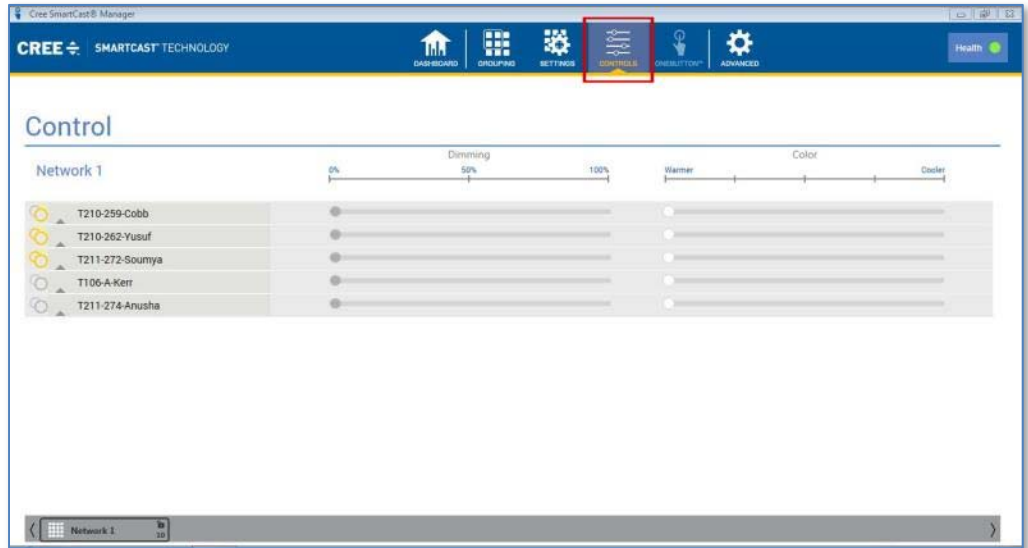 Cree SmartCast® Manager
CREE SMARTCAST™ TECHNOLOGY
DASHBOARD GROUPING SETTINGS CONTROLS ONEBUTTON™ ADVANCED
Health
Control
Dimming Color
Network 1
0% 50% 100% Warmer Cooler
T210-259-Cobb
T210-262-Yusuf
T211-272-Soumya
T106-A-Kerr
T211-274-Anusha
Network 1
10